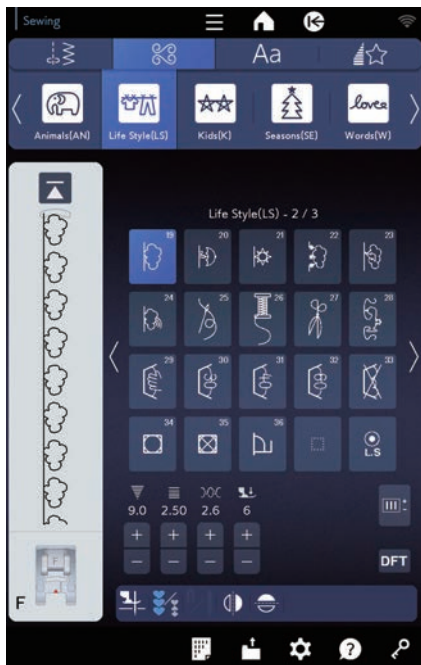 Sewing
Aa
Animals(AN) Life Style(LS) Kids(K) Seasons(SE) Words(W)
love
Life Style(LS) - 2 / 3
19 20 21 22 23
24 25 26 27 28
29 30 31 32 33
34 35 36
L.S
9.0 2.50 2.6 6
+ + + +
- - - -
DFT
F
F
?